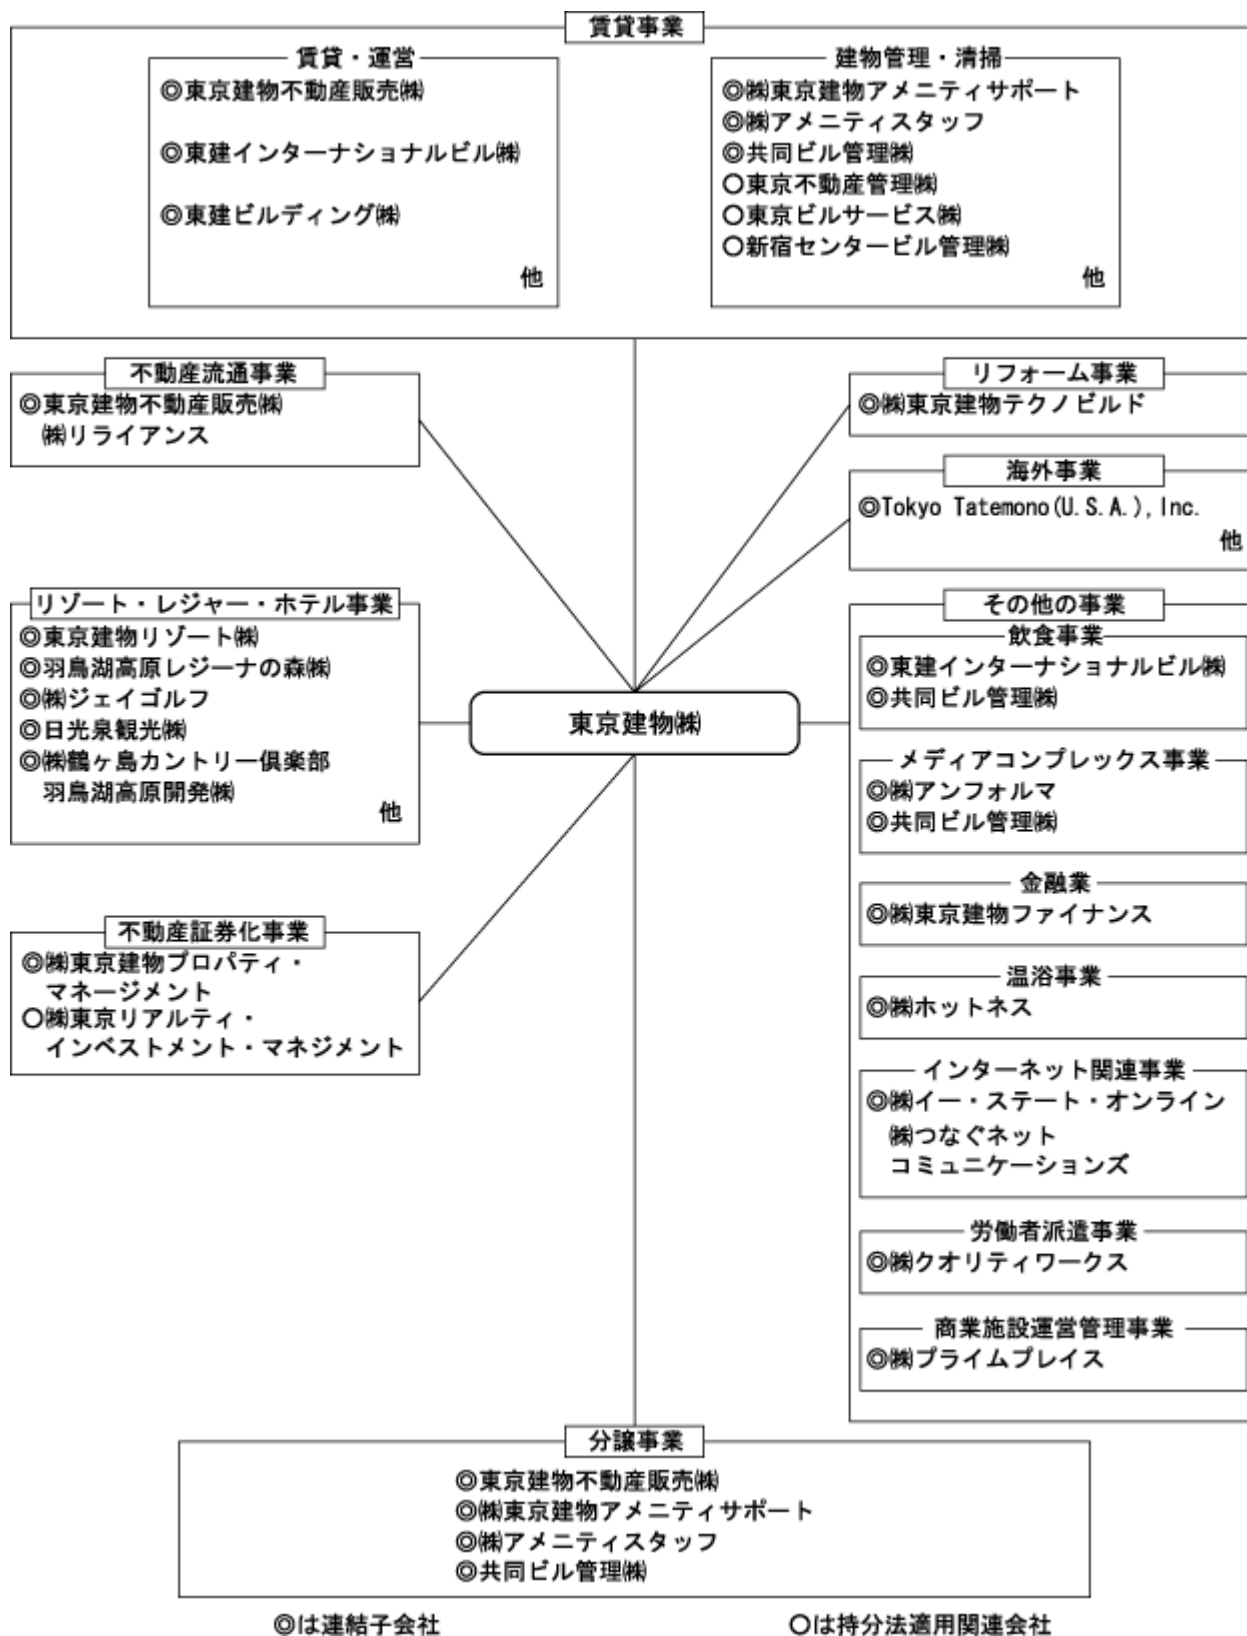 賃貸事業
賃貸・運営
◎東京建物不動産販売㈱
◎東建インターナショナルビル㈱
◎東建ビルディング㈱
他
建物管理・清掃
◎㈱東京建物アメニティサポート
◎㈱アメニティスタッフ
◎共同ビル管理㈱
○東京不動産管理㈱
○東京ビルサービス㈱
○新宿センタービル管理㈱
他
不動産流通事業
◎東京建物不動産販売㈱
㈱リライアンス
リフォーム事業
◎㈱東京建物テクノビルド
海外事業
◎Tokyo Tatemono(U.S.A.),Inc.
他
リゾート・レジャー・ホテル事業
◎東京建物リゾート㈱
◎羽鳥湖高原レジーナの森㈱
◎㈱ジェイゴルフ
◎日光泉観光㈱
◎㈱鶴ヶ島カントリー倶楽部
羽鳥湖高原開発㈱
他
東京建物㈱
不動産証券化事業
◎㈱東京建物プロパティ・
マネージメント
○㈱東京リアルティ・
インベストメント・マネジメント
その他の事業
飲食事業
◎東建インターナショナルビル㈱
◎共同ビル管理㈱
メディアコンプレックス事業
◎㈱アンフォルマ
◎共同ビル管理㈱
金融業
◎㈱東京建物ファイナンス
温浴事業
◎㈱ホットネス
インターネット関連事業
◎㈱イー・ステート・オンライン
㈱つなぐネット
コミュニケーションズ
労働者派遣事業
◎㈱クオリティワークス
商業施設運営管理事業
◎㈱プライムプレイス
分譲事業
◎東京建物不動産販売㈱
◎㈱東京建物アメニティサポート
◎㈱アメニティスタッフ
◎共同ビル管理㈱
◎は連結子会社
○は持分法適用関連会社